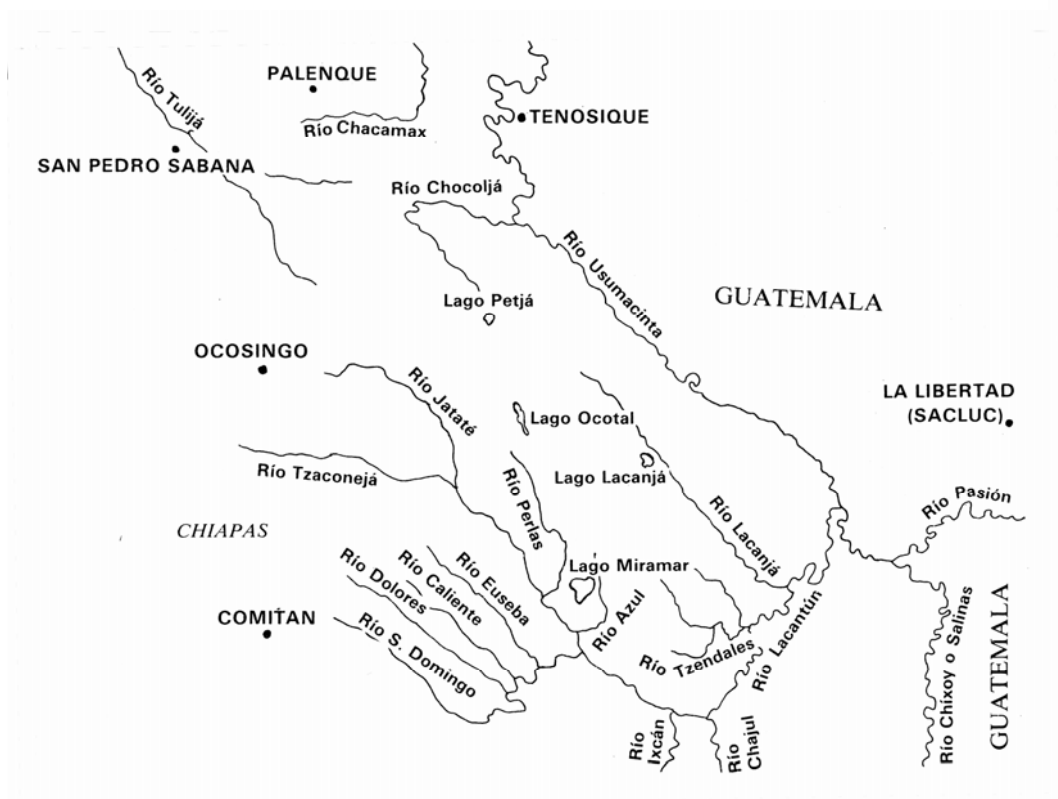 PALENQUE
Río Tulijá
TENOSIQUE
Río Chacamax
SAN PEDRO SABANA
Río Chocoljá
Río Usumacinta
GUATEMALA
Lago Petjá
OCOSINGO
Río Jataté
LA LIBERTAD
(SACLUC)
Lago Ocotal
Río Tzaconejá
Lago Lacanjá
Río Perlas
Río Pasión
Río Lacanjá
CHIAPAS
Río Dolores
Río Caliente
Río Euseba
Lago Miramar
COMITAN
Río S. Domingo
Río Azul
Río Tzendales
Río Lacantún
Río Chixoy o Salinas
GUATEMALA
Río
Ixcán
Río
Chajul